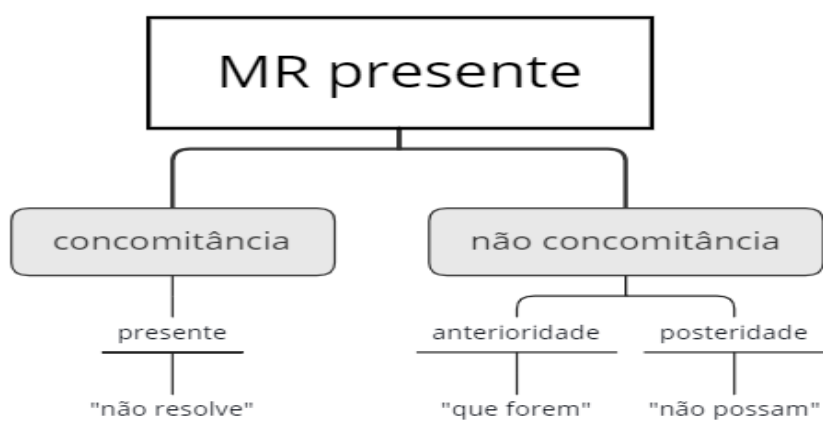 MR presente
concomitância não concomitância
presente anterioridade posteridade
"não resolve" "que forem" "não possam"